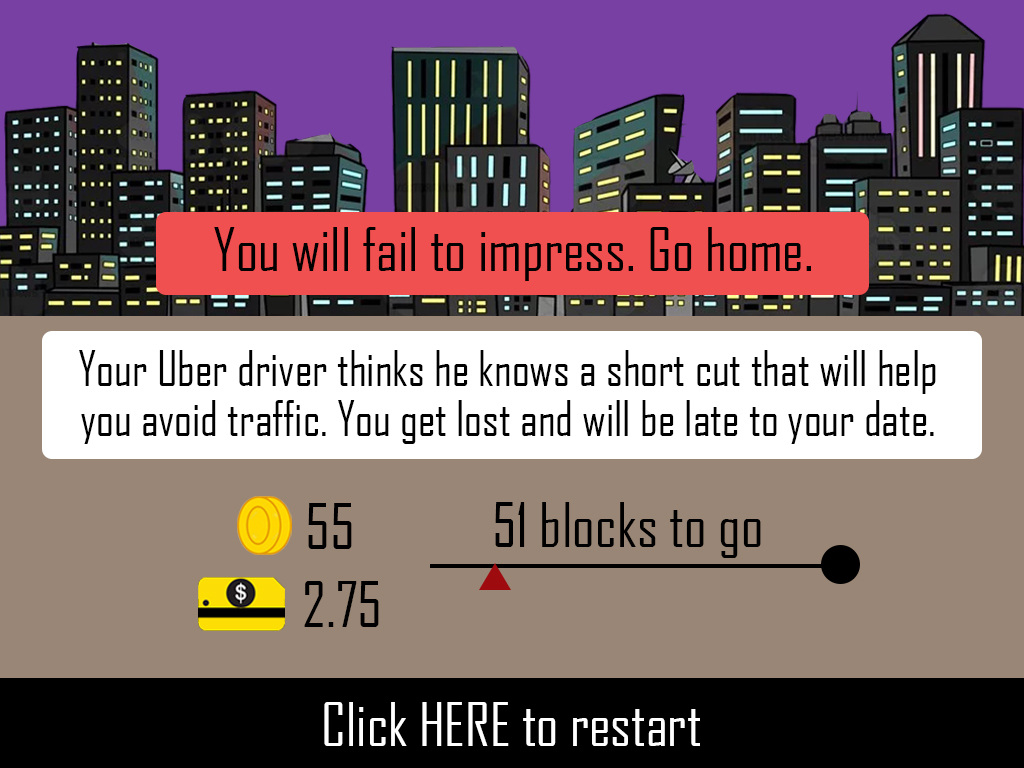 You will fail to impress. Go home.
Your Uber driver thinks he knows a short cut that will help
you avoid traffic. You get lost and will be late to your date.
55
51 blocks to go
$
2.75
Click HERE to restart